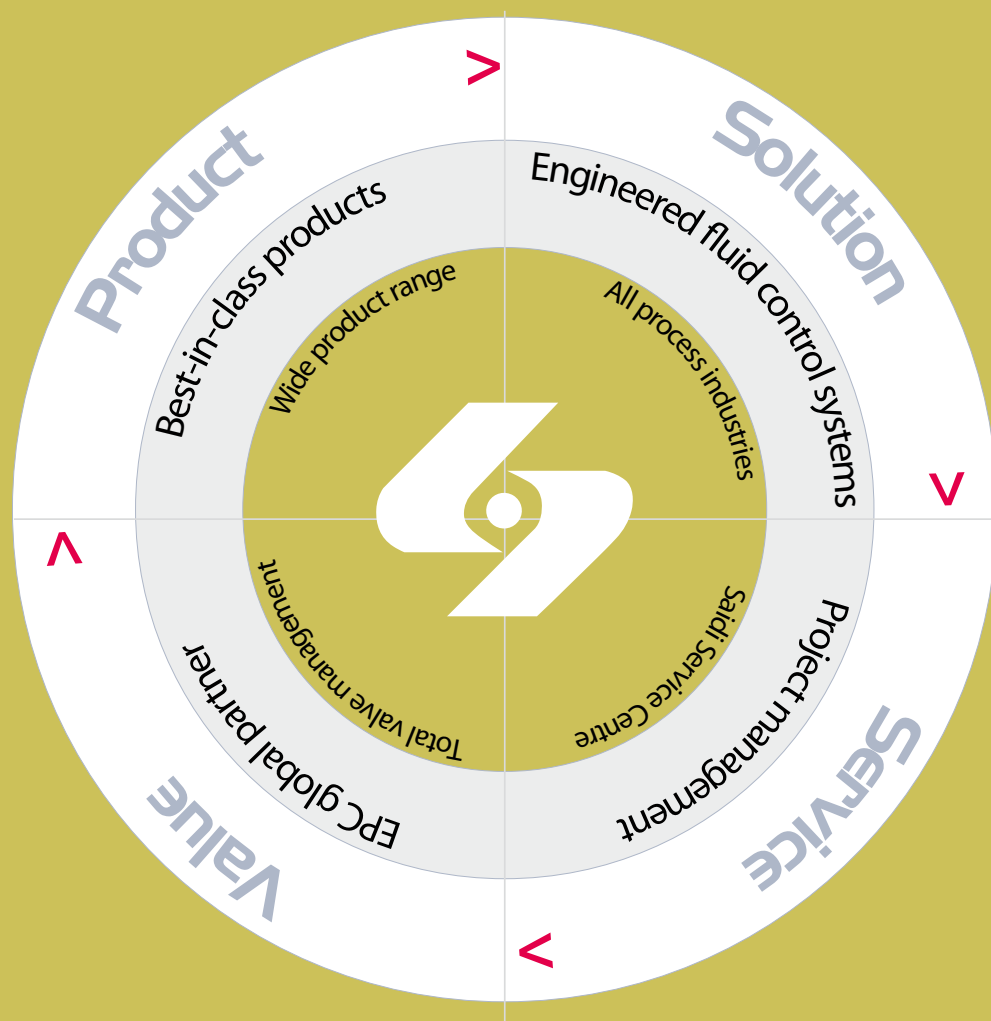 Product
Best-in-class products
Wide product range
>
Solution
Engineered fluid control systems
All process industries
>
Service
Project management
Saidi Service Centre
>
Value
EPC global partner
Total valve management
>